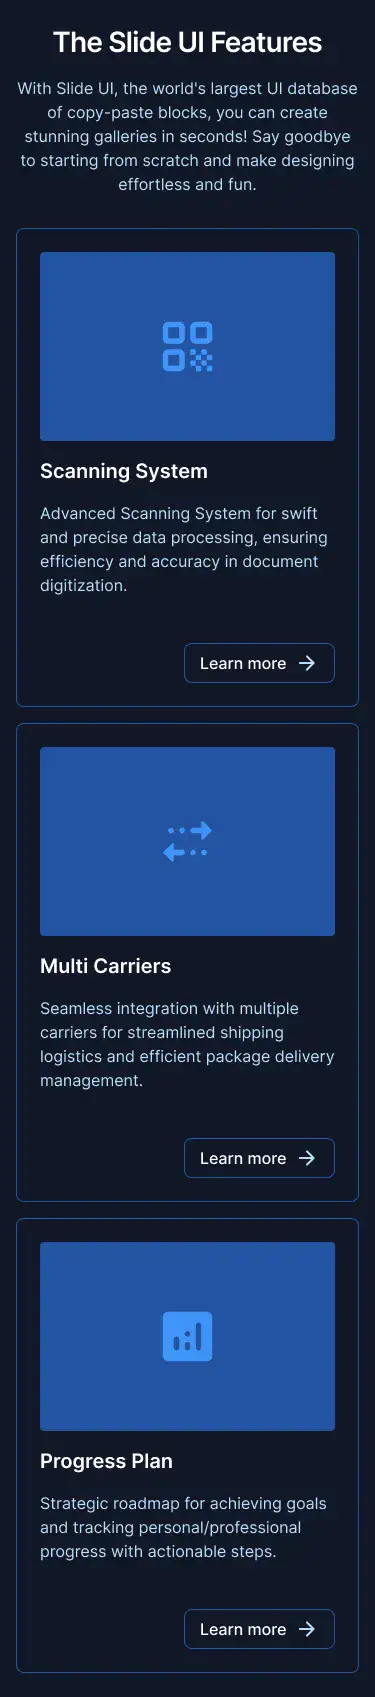 The Slide UI Features
With Slide UI, the world's largest UI database
of copy-paste blocks, you can create
stunning galleries in seconds! Say goodbye
to starting from scratch and make designing
effortless and fun.
Scanning System
Advanced Scanning System for swift
and precise data processing, ensuring
efficiency and accuracy in document
digitization.
Learn more
Multi Carriers
Seamless integration with multiple
carriers for streamlined shipping
logistics and efficient package delivery
management.
Learn more
Progress Plan
Strategic roadmap for achieving goals
and tracking personal/professional
progress with actionable steps.
Learn more